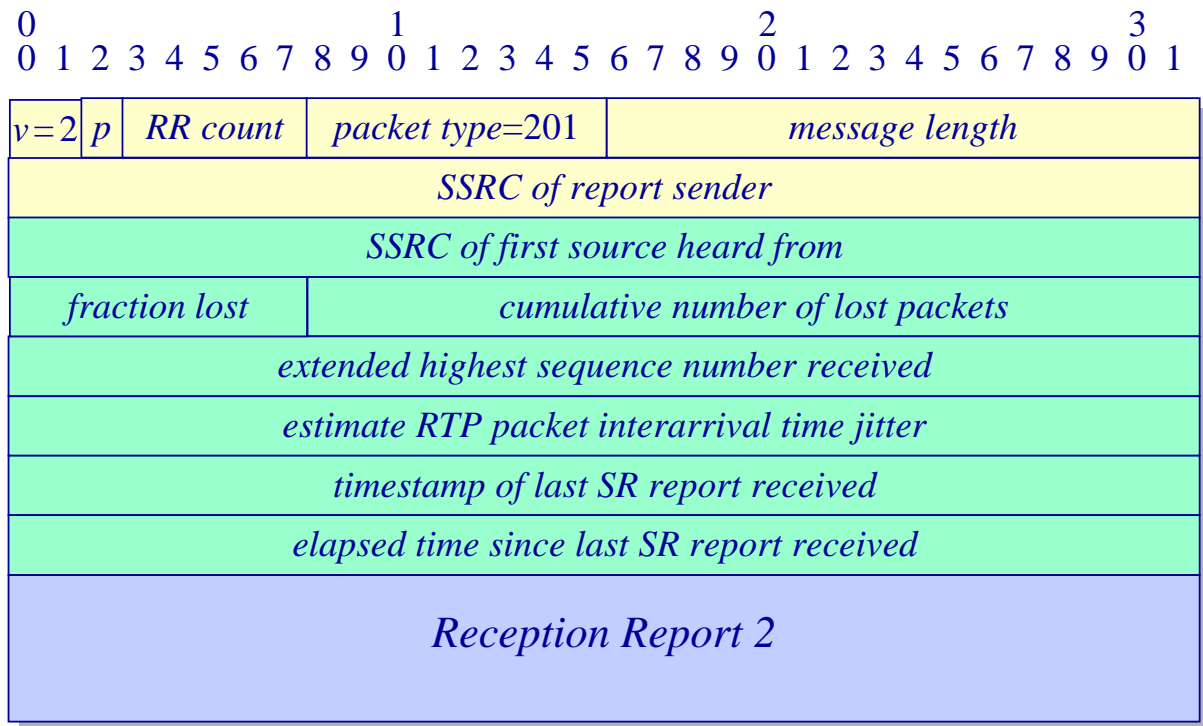 0 1 2 3
0 1 2 3 4 5 6 7 8 9 0 1 2 3 4 5 6 7 8 9 0 1 2 3 4 5 6 7 8 9 0 1
v=2 p RR count packet type=201 message length
SSRC of report sender
SSRC of first source heard from
fraction lost cumulative number of lost packets
extended highest sequence number received
estimate RTP packet interarrival time jitter
timestamp of last SR report received
elapsed time since last SR report received
Reception Report 2